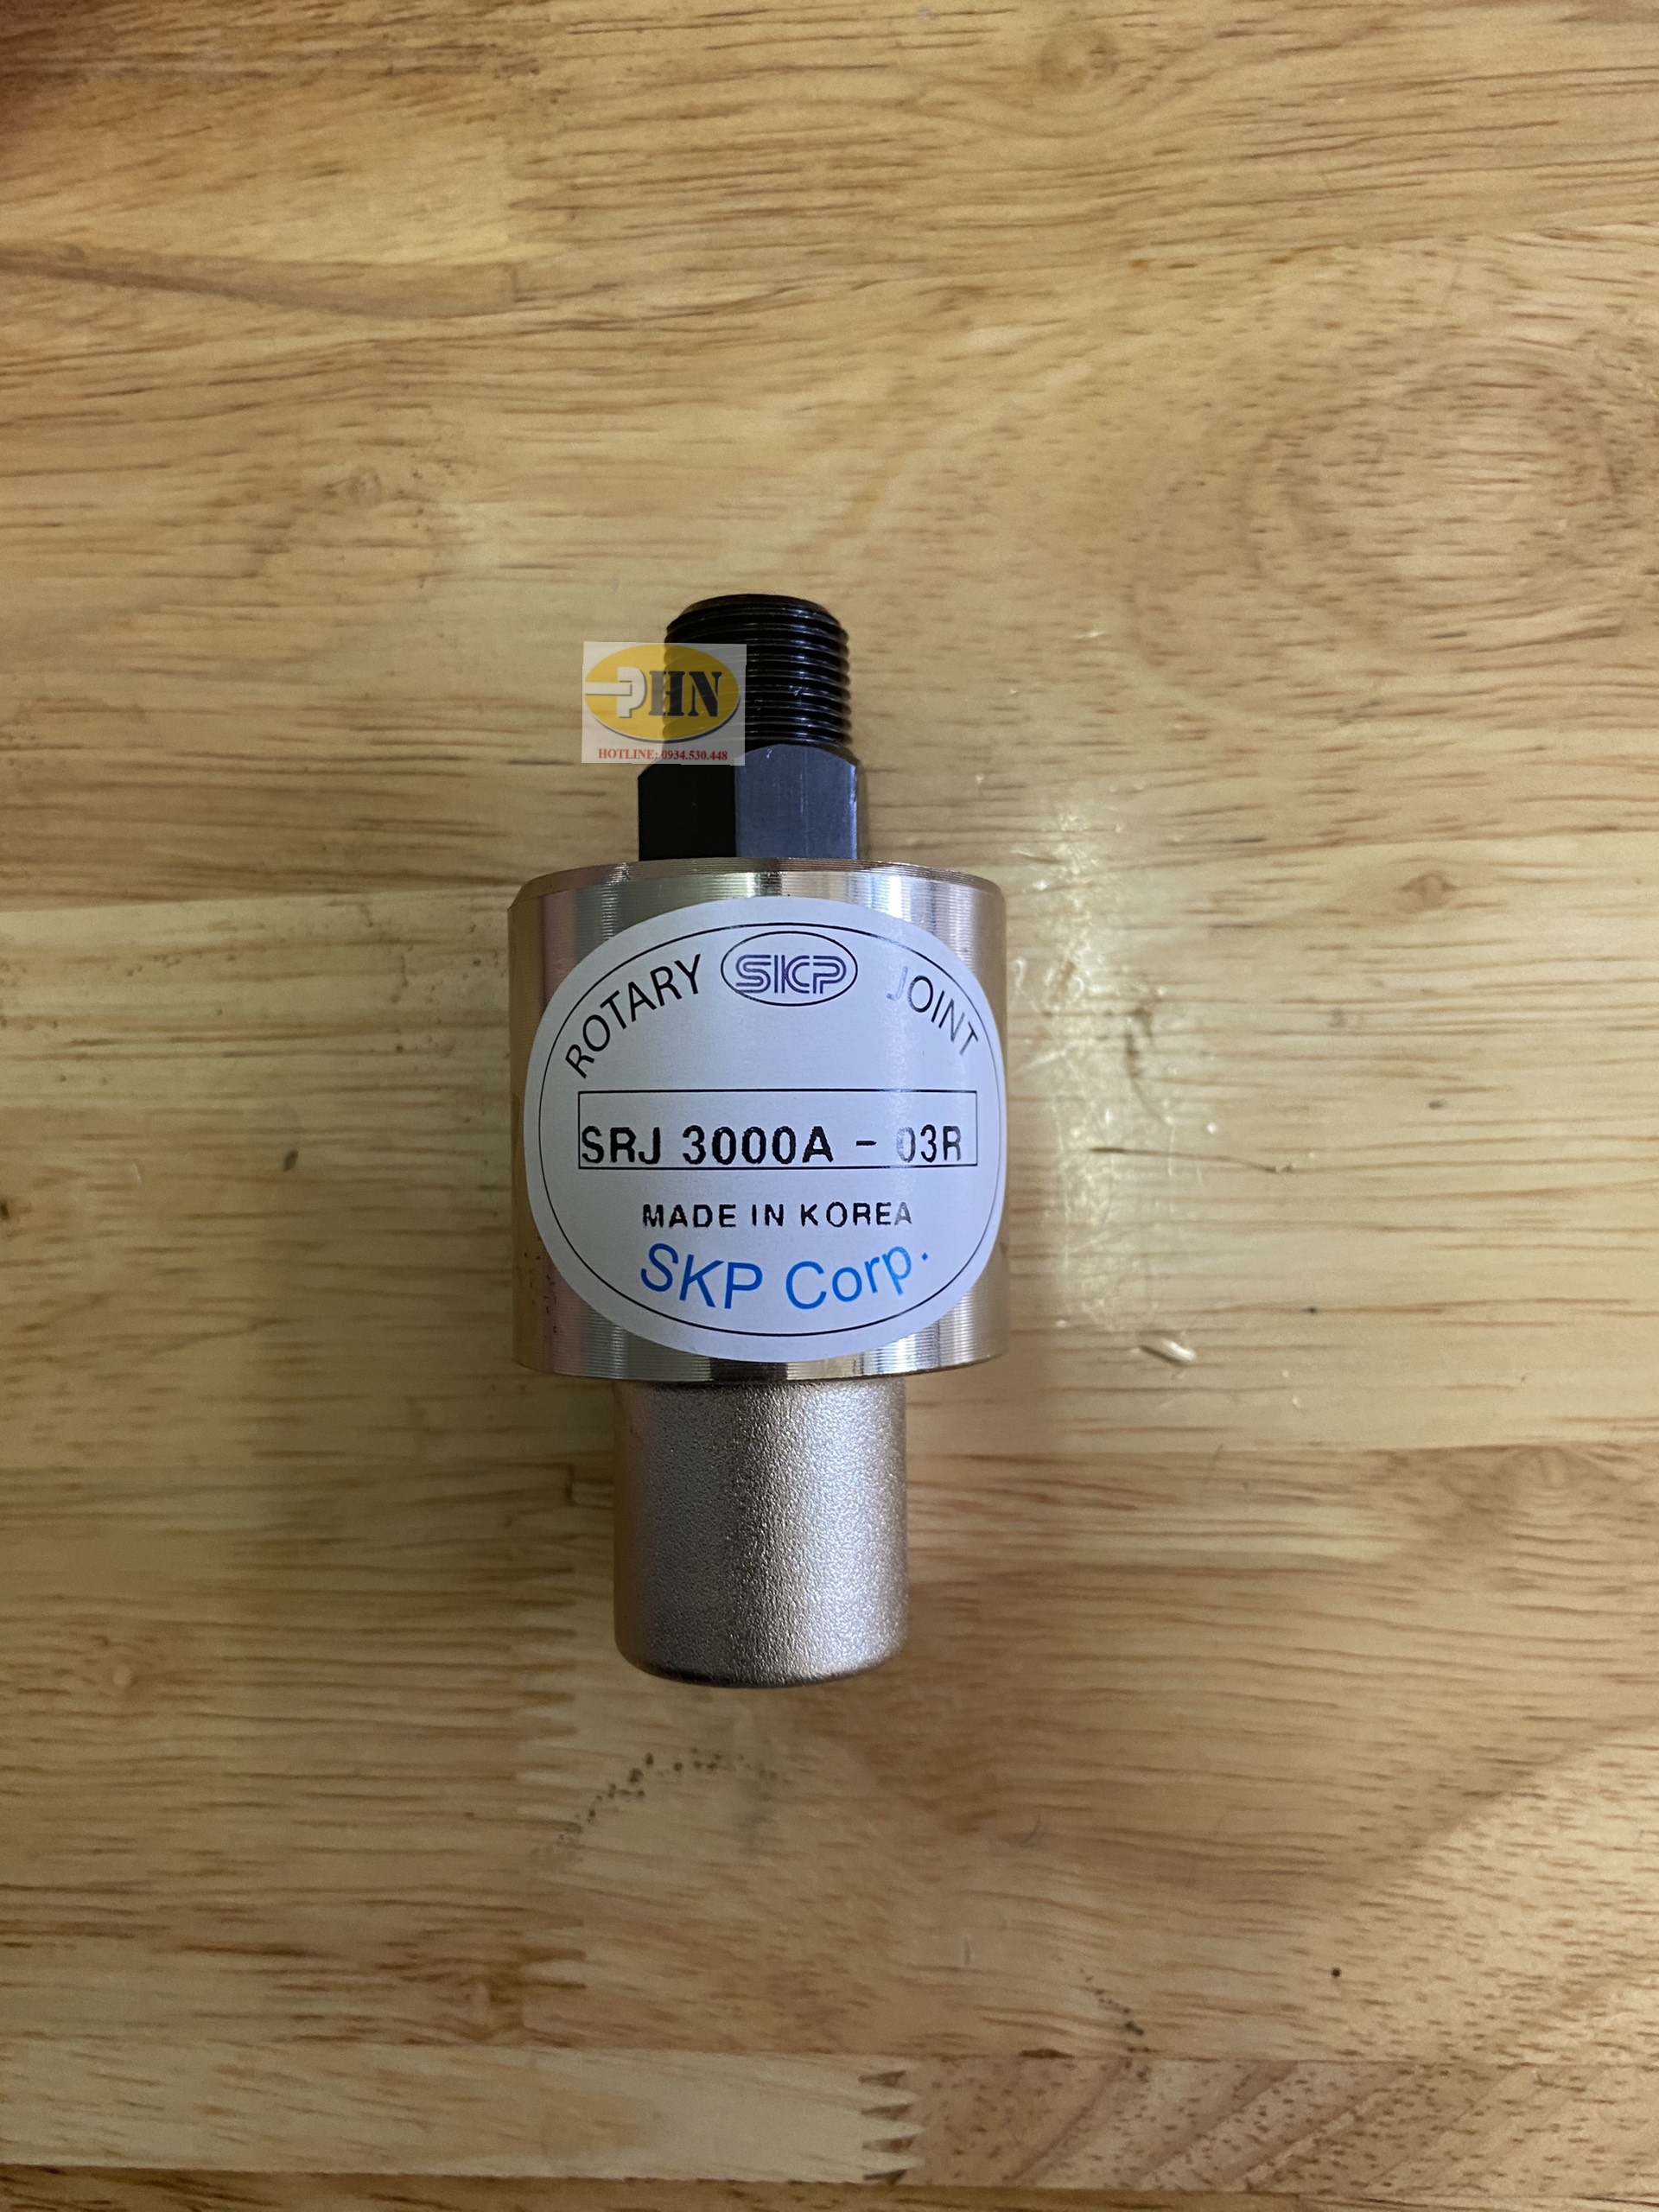 PHN
HOTLINE: 0934.530.448
ROTARY SKP JOINT
SRJ 3000A - 03R
MADE IN KOREA
SKP Corp.